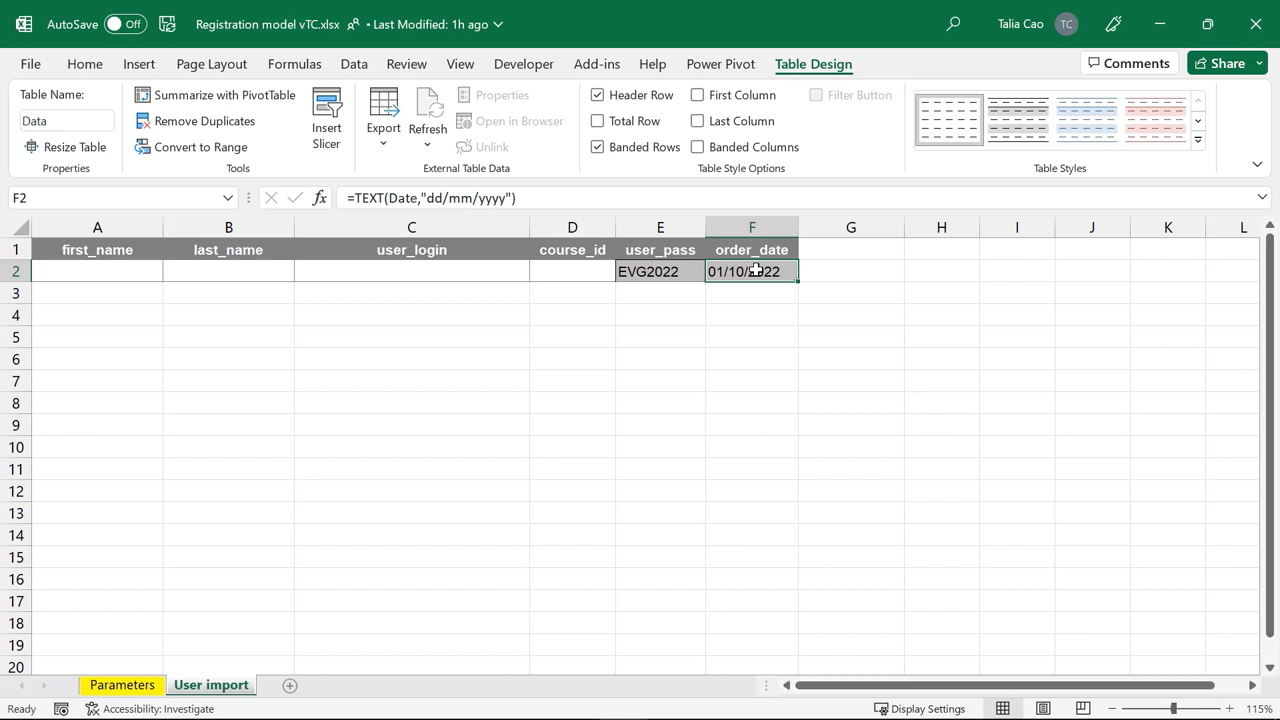 AutoSave Off Registration model vTC.xlsx • Last Modified: 1h ago Talia Cao TC
File Home Insert Page Layout Formulas Data Review View Developer Add-ins Help Power Pivot Table Design Comments Share
Table Name:
Data
Resize Table
Properties
Summarize with PivotTable
Remove Duplicates
Convert to Range
Insert
Slicer
Tools
Export
Refresh
Properties
Open in Browser
Unlink
External Table Data
Header Row First Column Filter Button
Total Row Last Column
Banded Rows Banded Columns
Table Style Options
Table Styles
F2 fx =TEXT(Date,"dd/mm/yyyy")
A B C D E F G H I J K L
1 first_name last_name user_login course_id user_pass order_date
2 EVG2022 01/10/2022
3
4
5
6
7
8
9
10
11
12
13
14
15
16
17
18
19
20
Parameters User import
Ready Accessibility: Investigate Display Settings 115%